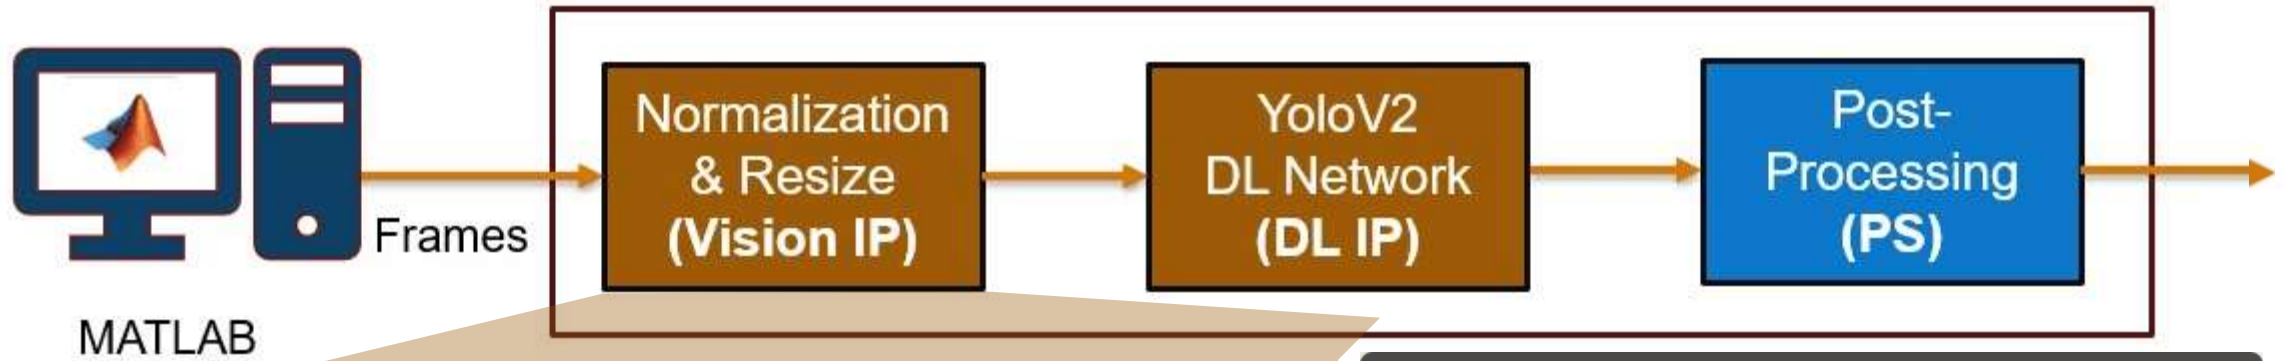 MATLAB
Frames
Normalization
& Resize
(Vision IP)
YoloV2
DL Network
(DL IP)
Post-
Processing
(PS)